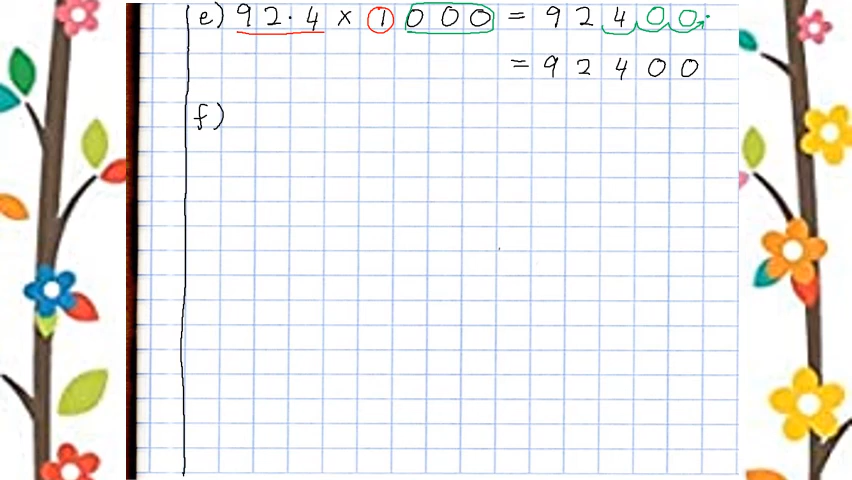 e) 92.4 × 1000 = 92400.
= 92400
f)